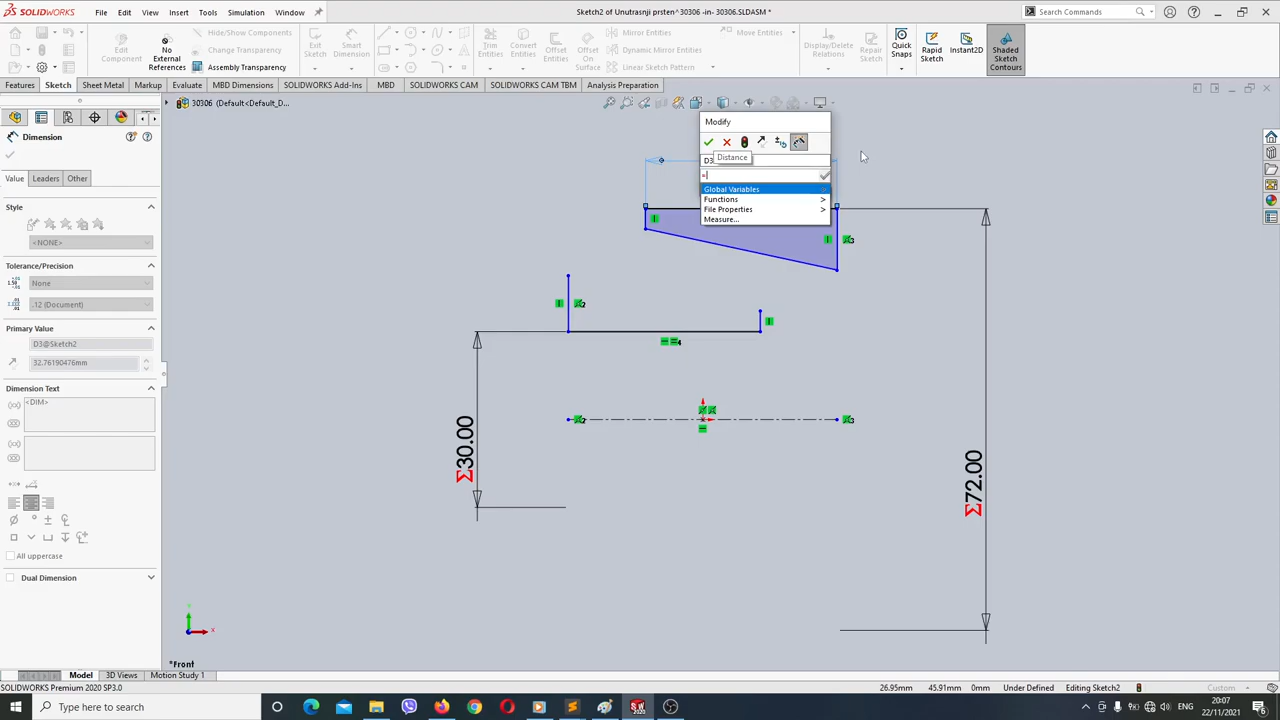 SOLIDWORKS
File
Edit
View
Insert
Tools
Simulation
Window
Sketch2 of Unutrasnji prsten^30306 -in- 30306.SLDASM *
Search Commands
Edit Component
No External References
Hide/Show Components
Change Transparency
Assembly Transparency
Exit Sketch
Smart Dimension
Trim Entities
Convert Entities
Offset Entities
Offset On Surface
Mirror Entities
Dynamic Mirror Entities
Linear Sketch Pattern
Move Entities
Display/Delete Relations
Repair Sketch
Quick Snaps
Rapid Sketch
Instant2D
Shaded Sketch Contours
Features
Sketch
Sheet Metal
Markup
Evaluate
MBD Dimensions
SOLIDWORKS Add-Ins
MBD
SOLIDWORKS CAM
SOLIDWORKS CAM TBM
Analysis Preparation
30306 (Default<Default_D...
Dimension
Value
Leaders
Other
Style
<NONE>
Tolerance/Precision
None
.12 (Document)
Primary Value
D3@Sketch2
32.76190476mm
Dimension Text
<DIM>
All uppercase
Dual Dimension
Modify
Distance
D3
=
Global Variables
Functions >
File Properties >
Measure...
Σ30.00
Σ72.00
*Front
Model
3D Views
Motion Study 1
SOLIDWORKS Premium 2020 SP3.0
26.95mm
45.91mm
0mm
Under Defined
Editing Sketch2
Custom
Type here to search
ENG
20:07
22/11/2021